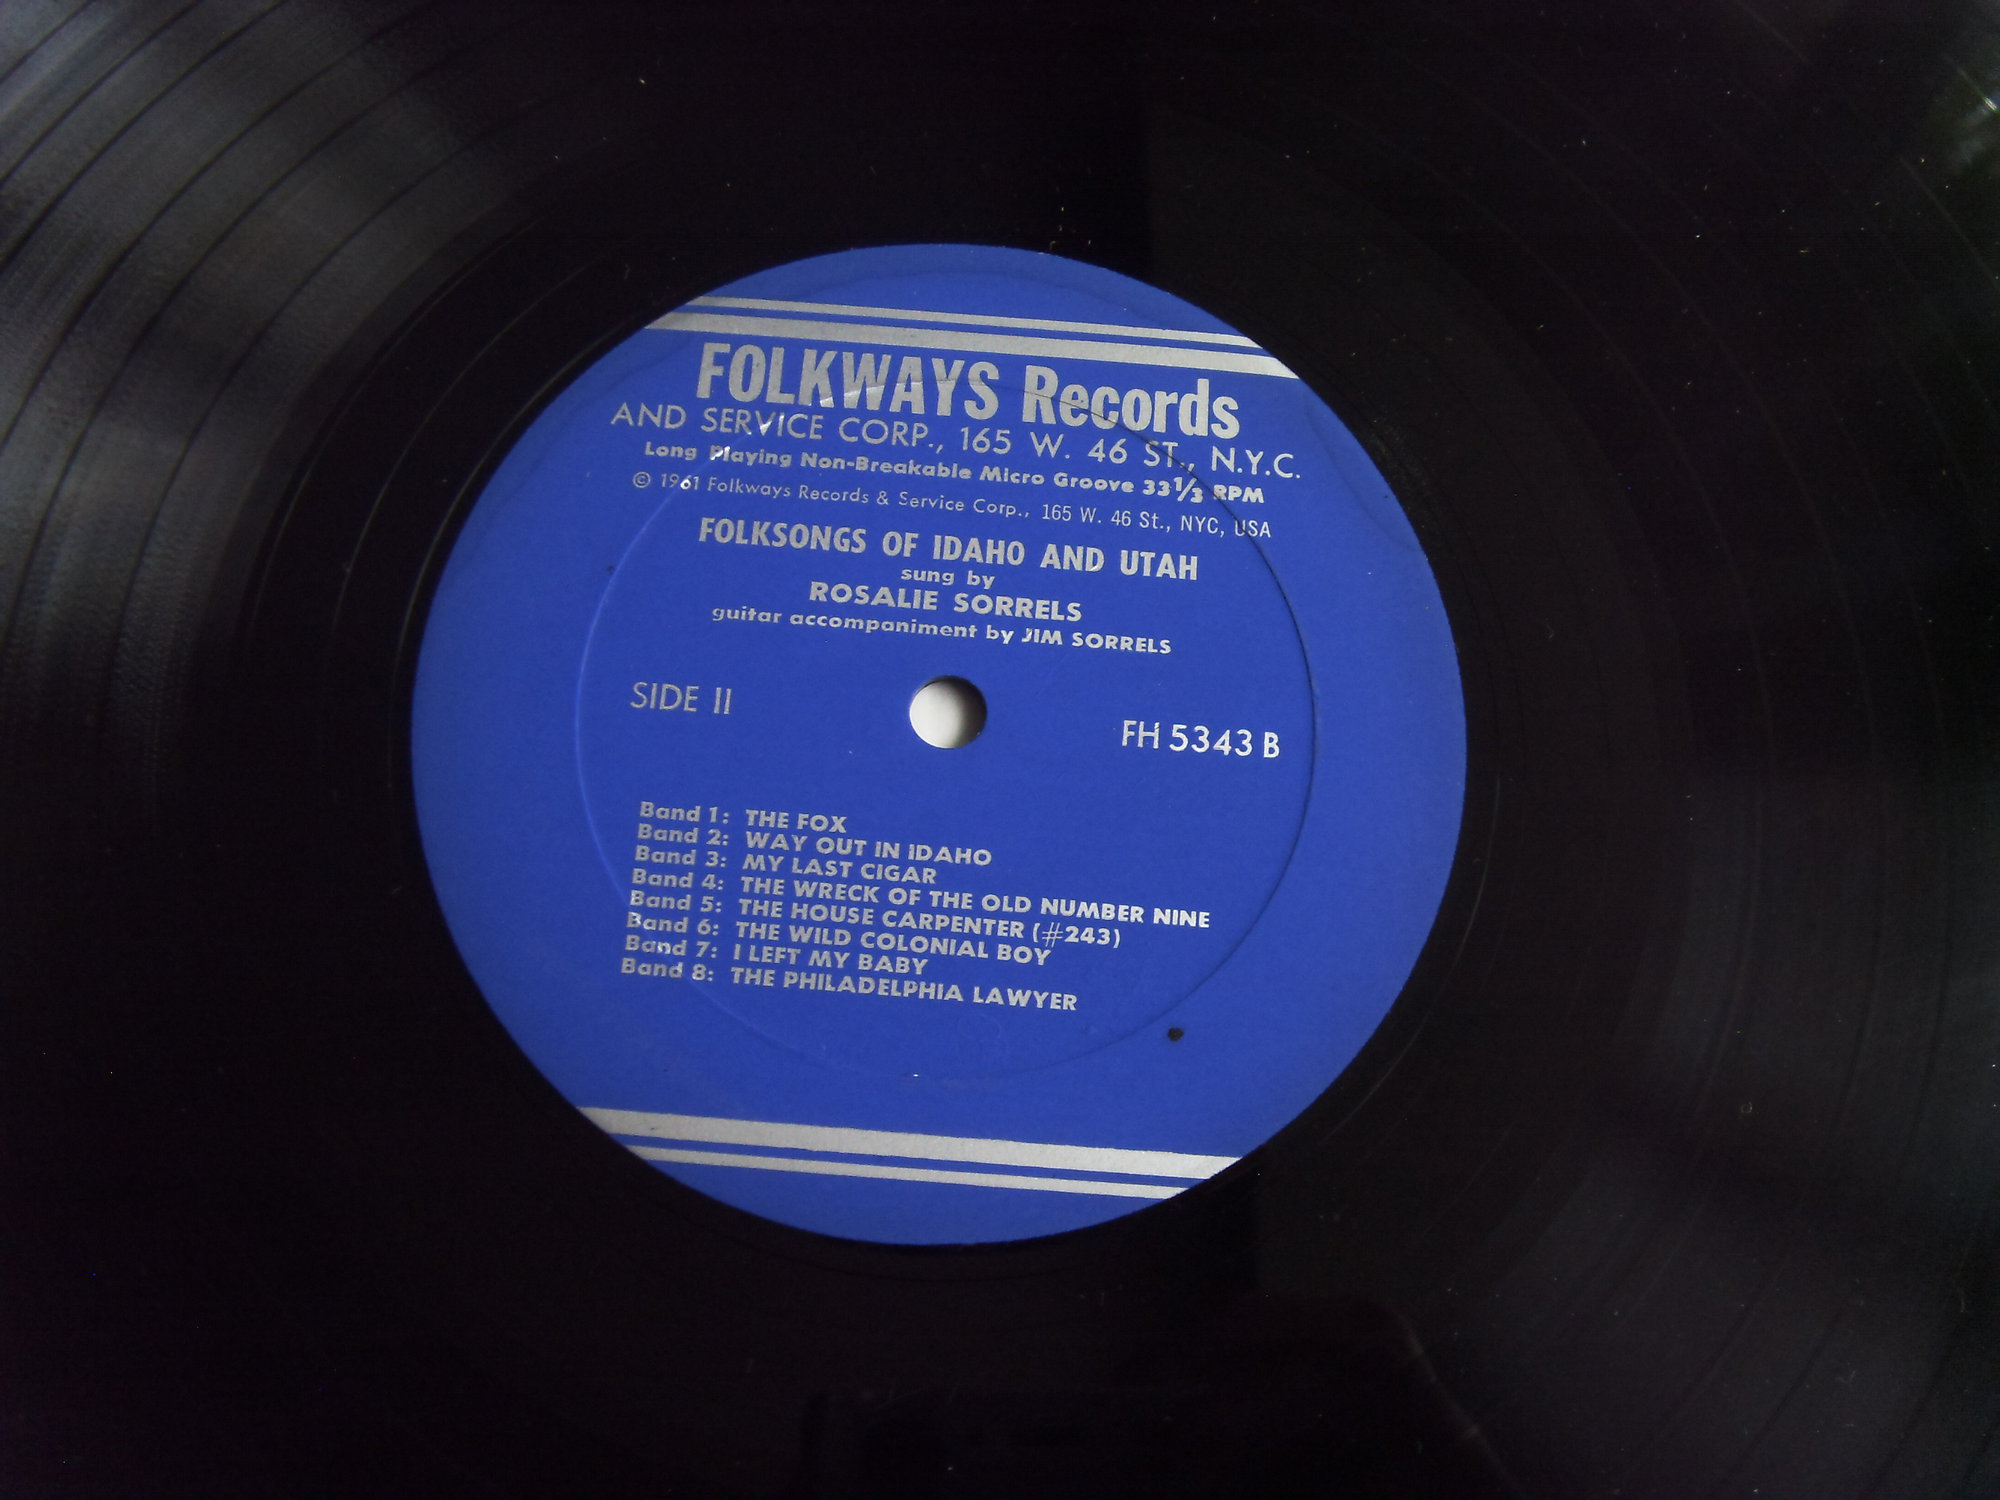 FOLKWAYS Records
AND SERVICE CORP., 165 W. 46 ST., N.Y.C.
Long Playing Non-Breakable Micro Groove 33⅓ RPM
© 1961 Folkways Records & Service Corp., 165 W. 46 St., NYC, USA
FOLKSONGS OF IDAHO AND UTAH
sung by
ROSALIE SORRELS
guitar accompaniment by JIM SORRELS
SIDE II
FH 5343 B
Band 1: THE FOX
Band 2: WAY OUT IN IDAHO
Band 3: MY LAST CIGAR
Band 4: THE WRECK OF THE OLD NUMBER NINE
Band 5: THE HOUSE CARPENTER (#243)
Band 6: THE WILD COLONIAL BOY
Band 7: I LEFT MY BABY
Band 8: THE PHILADELPHIA LAWYER